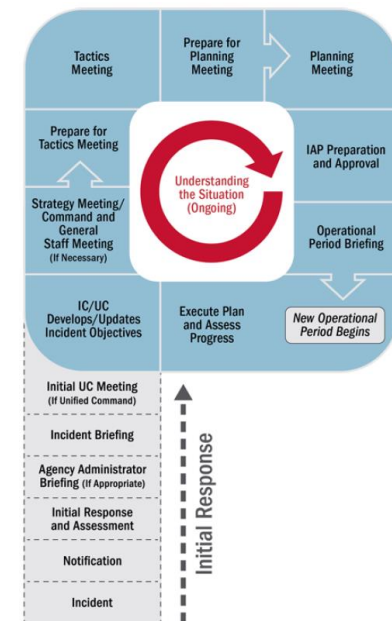 Tactics
Meeting
Prepare for
Planning
Meeting
Planning
Meeting
Prepare for
Tactics Meeting
Understanding
the Situation
(Ongoing)
IAP Preparation
and Approval
Strategy Meeting/
Command and
General
Staff Meeting
(If Necessary)
Operational
Period Briefing
IC/UC
Develops/Updates
Incident Objectives
Execute Plan
and Assess
Progress
New Operational
Period Begins
Initial UC Meeting
(If Unified Command)
Incident Briefing
Agency Administrator
Briefing (If Appropriate)
Initial Response
and Assessment
Notification
Incident
Initial Response